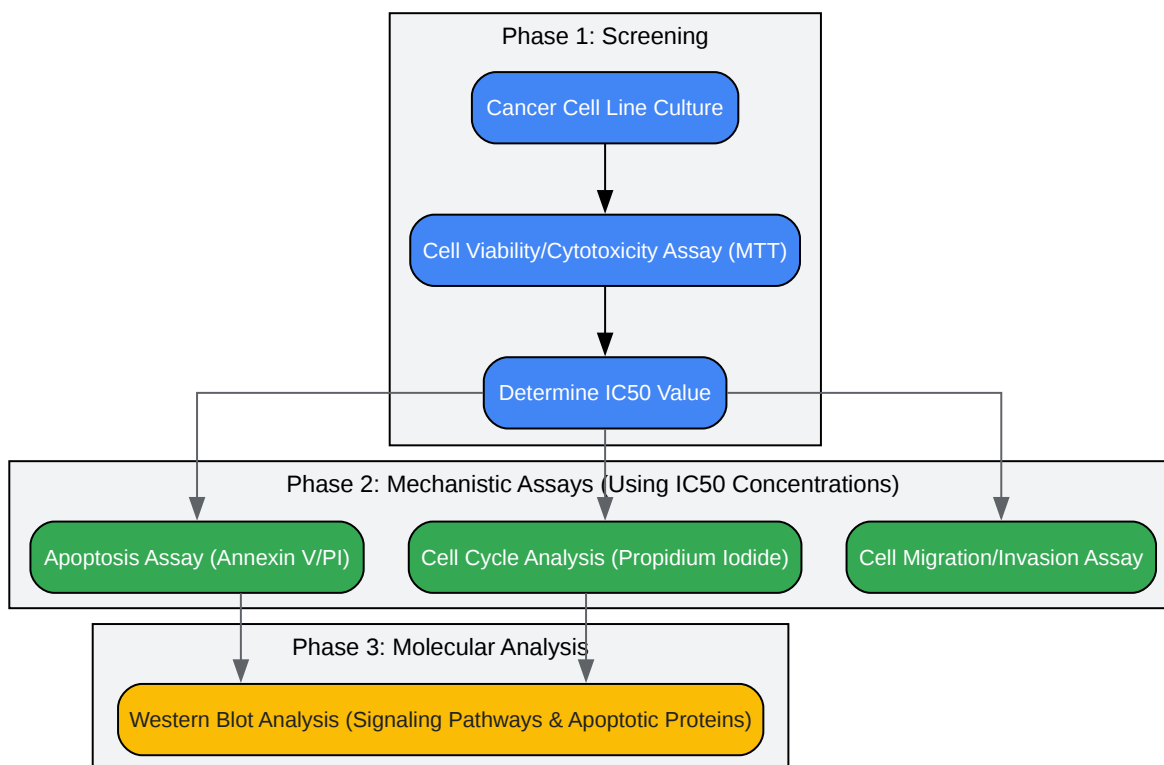 Phase 1: Screening
Cancer Cell Line Culture
Cell Viability/Cytotoxicity Assay (MTT)
Determine IC50 Value
Phase 2: Mechanistic Assays (Using IC50 Concentrations)
Apoptosis Assay (Annexin V/PI)
Cell Cycle Analysis (Propidium Iodide)
Cell Migration/Invasion Assay
Phase 3: Molecular Analysis
Western Blot Analysis (Signaling Pathways & Apoptotic Proteins)